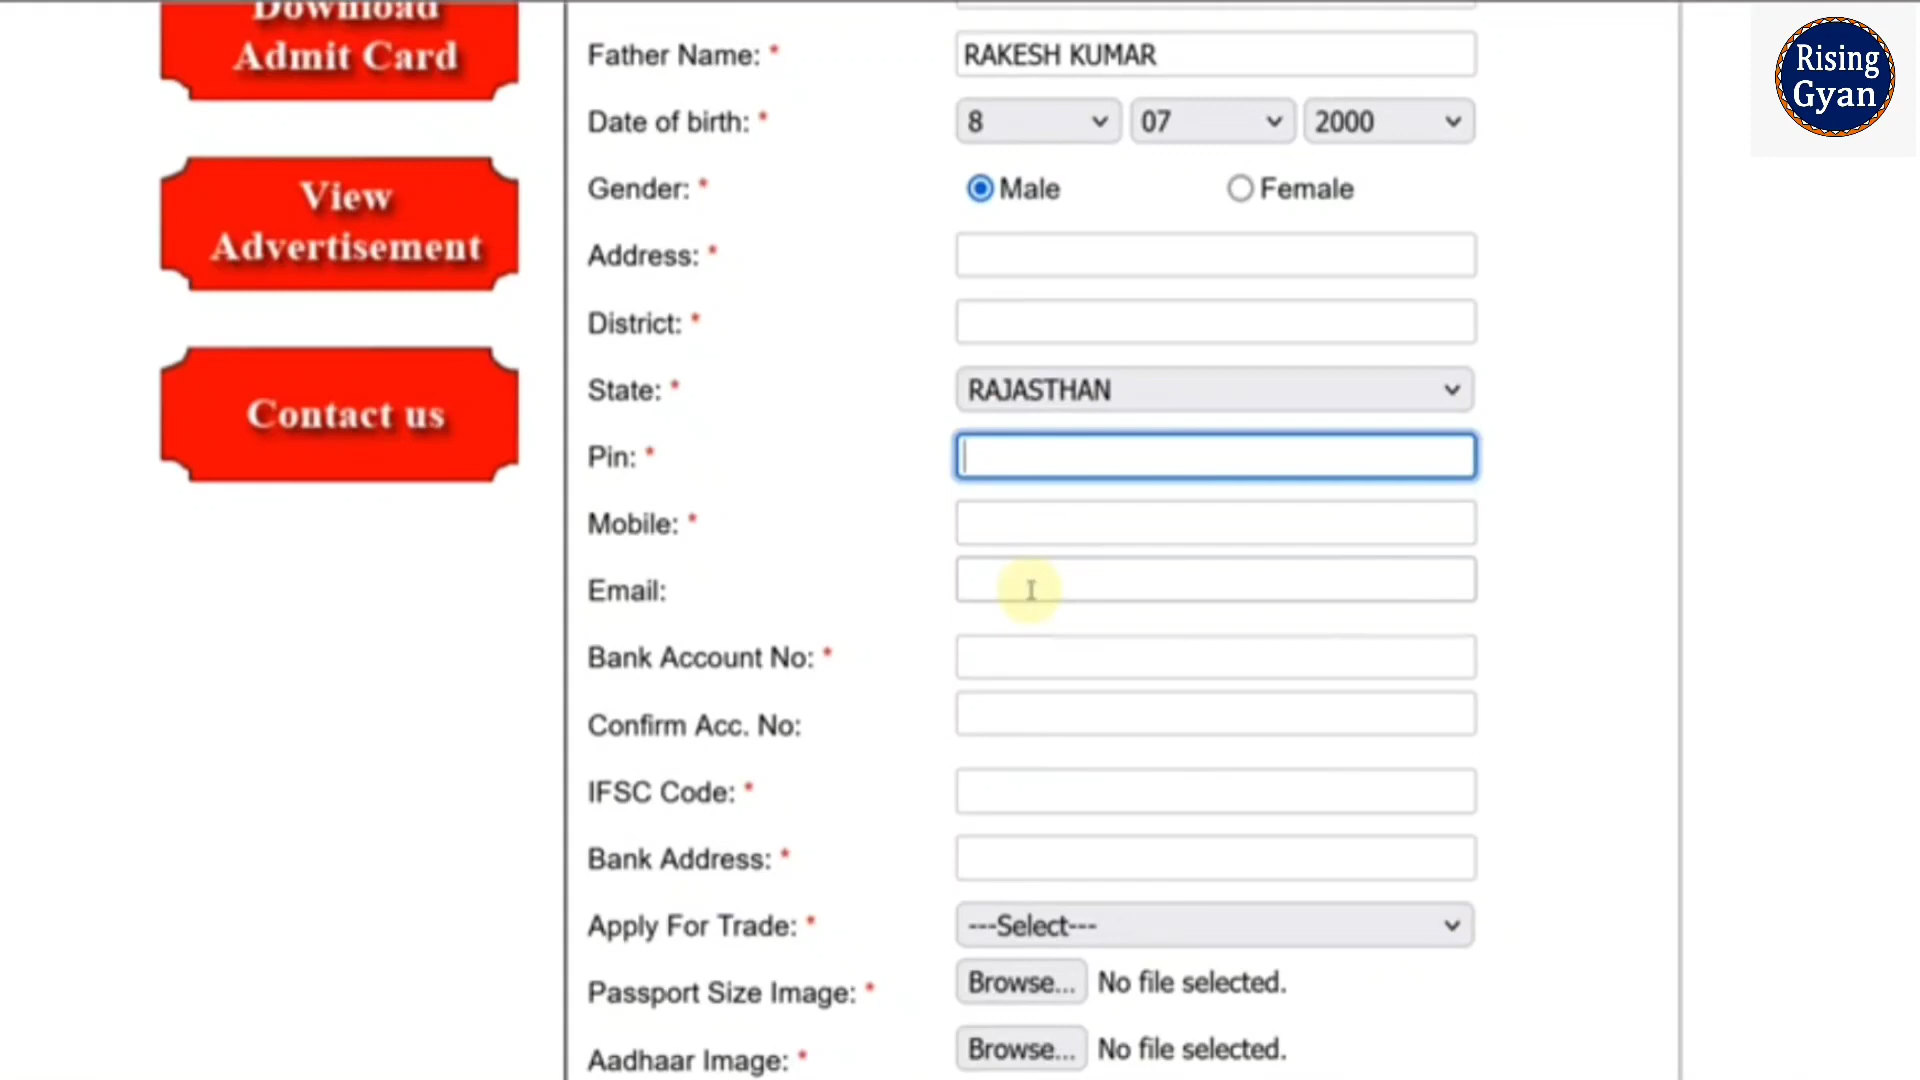 Download
Admit Card
View
Advertisement
Contact us
Father Name: * RAKESH KUMAR
Date of birth: * 8 07 2000
Gender: * Male Female
Address: *
District: *
State: * RAJASTHAN
Pin: *
Mobile: *
Email:
Bank Account No: *
Confirm Acc. No:
IFSC Code: *
Bank Address: *
Apply For Trade: * ---Select---
Passport Size Image: * Browse... No file selected.
Aadhaar Image: * Browse... No file selected.
Rising
Gyan